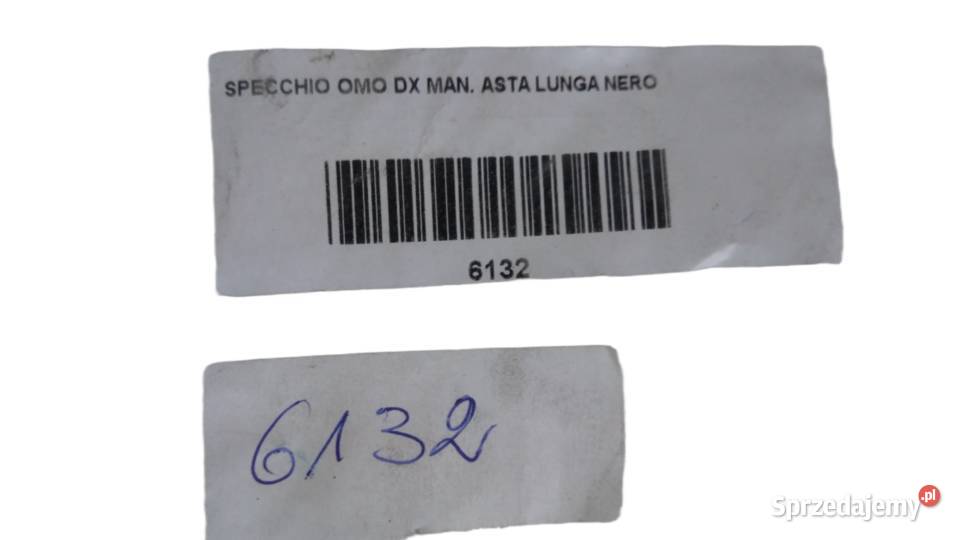 SPECCHIO OMO DX MAN. ASTA LUNGA NERO
6132
6132
Sprzedajemy.pl